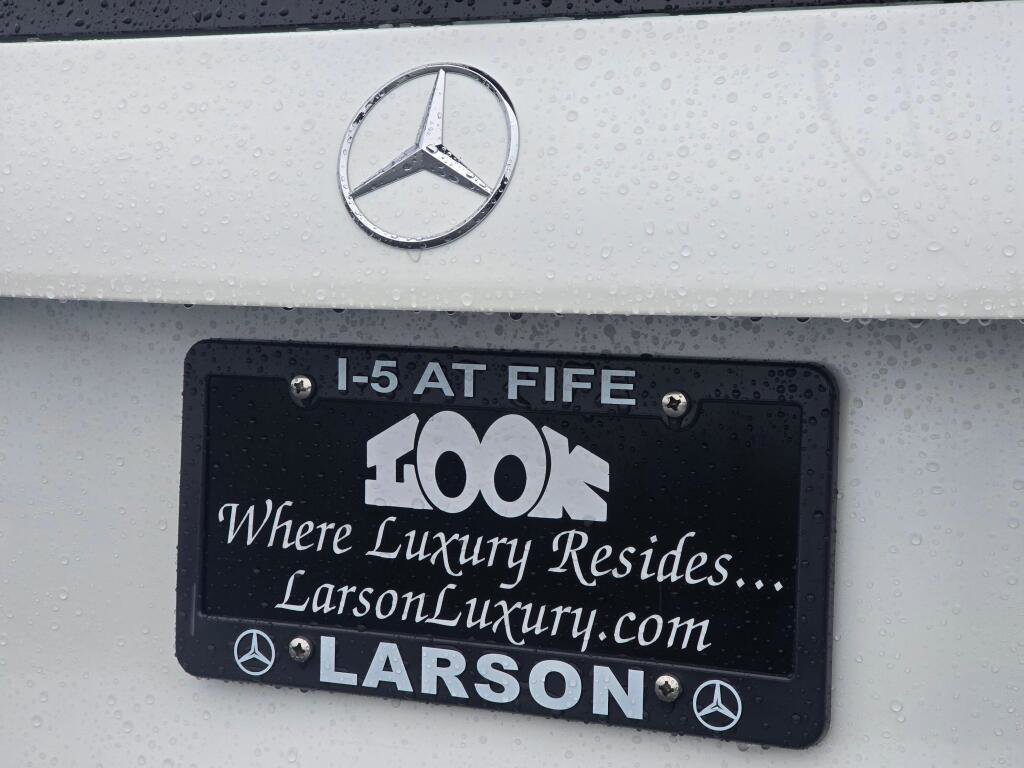 I-5 AT FIFE
LOOK
Where Luxury Resides...
LarsonLuxury.com
LARSON